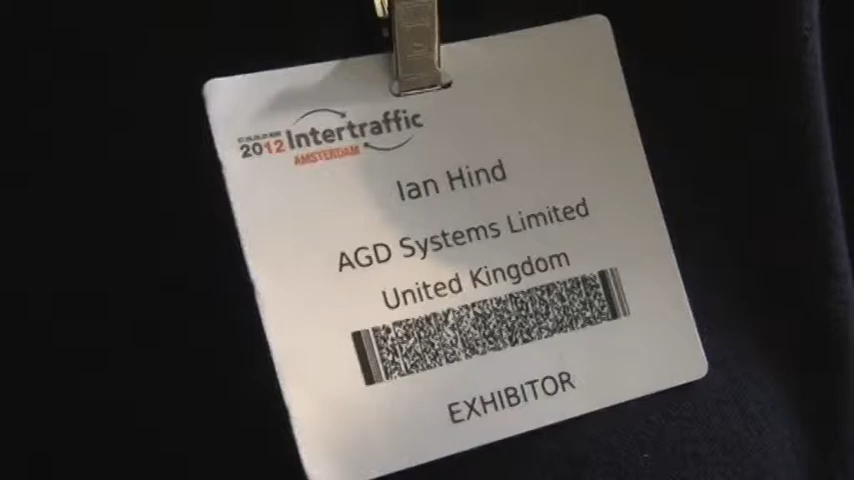 2012 Intertraffic
AMSTERDAM
Ian Hind
AGD Systems Limited
United Kingdom
EXHIBITOR